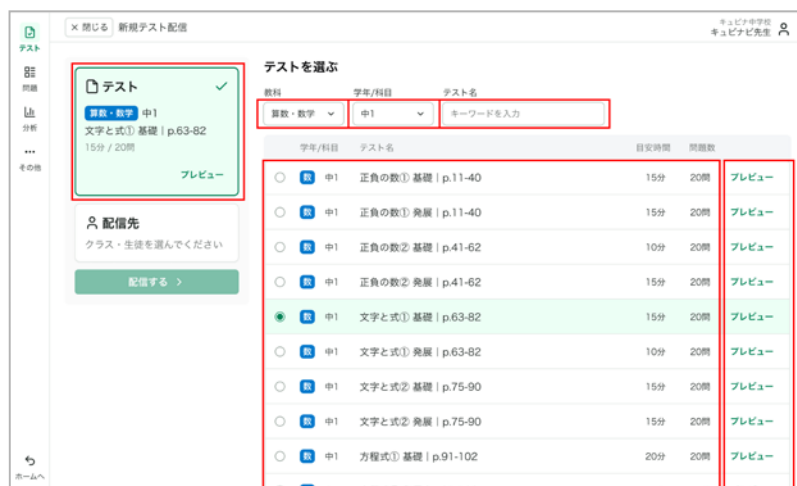 × 閉じる 新規テスト配信
キュビナ中学校
キュビナビ先生
テスト
問題
分析
その他
ホームへ
テスト
算数・数学 中1
文字と式① 基礎 | p.63-82
15分 / 20問
プレビュー
配信先
クラス・生徒を選んでください
配信する >
テストを選ぶ
教科 学年/科目 テスト名
算数・数学 中1 キーワードを入力
学年/科目 テスト名 目安時間 問題数
数 中1 正負の数① 基礎 | p.11-40 15分 20問 プレビュー
数 中1 正負の数① 発展 | p.11-40 15分 20問 プレビュー
数 中1 正負の数② 基礎 | p.41-62 10分 20問 プレビュー
数 中1 正負の数② 発展 | p.41-62 15分 20問 プレビュー
数 中1 文字と式① 基礎 | p.63-82 15分 20問 プレビュー
数 中1 文字と式① 発展 | p.63-82 10分 20問 プレビュー
数 中1 文字と式② 基礎 | p.75-90 15分 20問 プレビュー
数 中1 文字と式② 発展 | p.75-90 15分 20問 プレビュー
数 中1 方程式① 基礎 | p.91-102 20分 20問 プレビュー